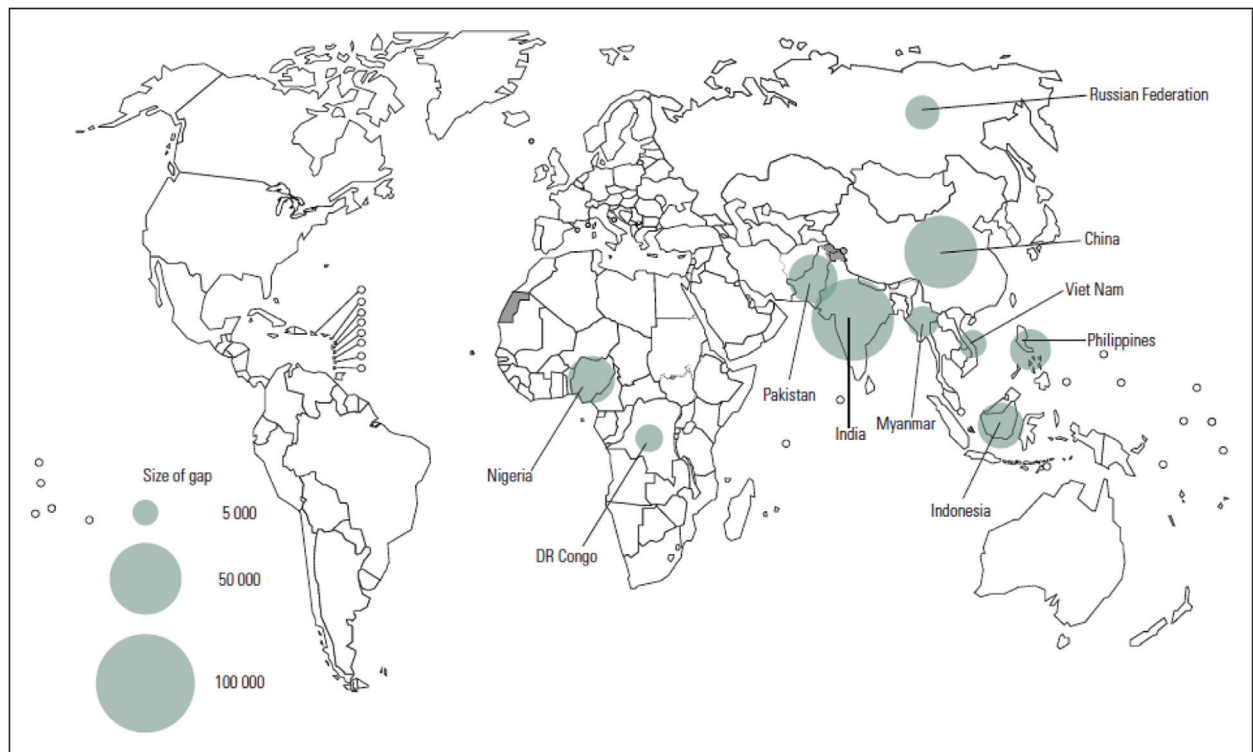 Russian Federation
China
Viet Nam
Philippines
Pakistan
India
Myanmar
Nigeria
Indonesia
DR Congo
Size of gap
5 000
50 000
100 000